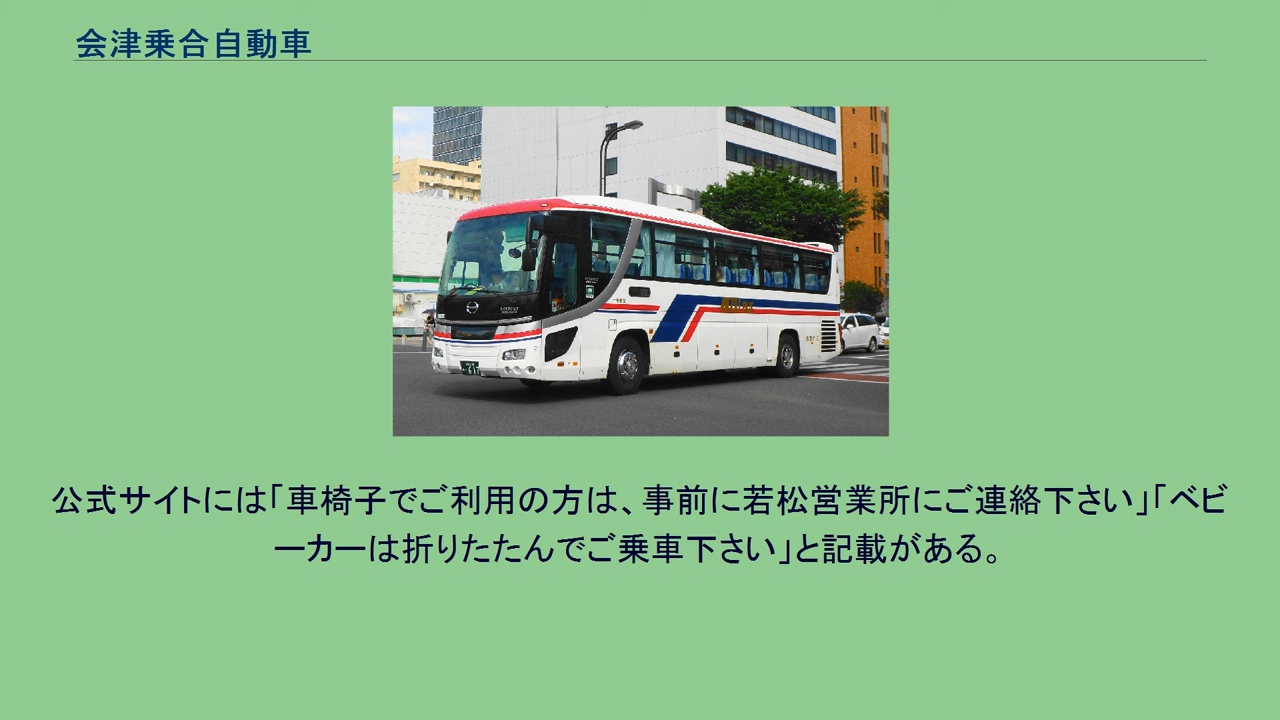 会津乗合自動車
公式サイトには「車椅子でご利用の方は、事前に若松営業所にご連絡下さい」「ベビ
ーカーは折りたたんでご乗車下さい」と記載がある。